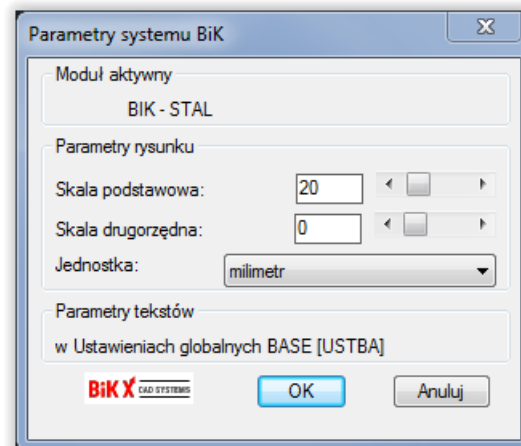 Parametry systemu BiK
Moduł aktywny
BIK - STAL
Parametry rysunku
Skala podstawowa: 20
Skala drugorzędna: 0
Jednostka: milimetr
Parametry tekstów
w Ustawieniach globalnych BASE [USTBA]
BiK X CAD SYSTEMS OK Anuluj